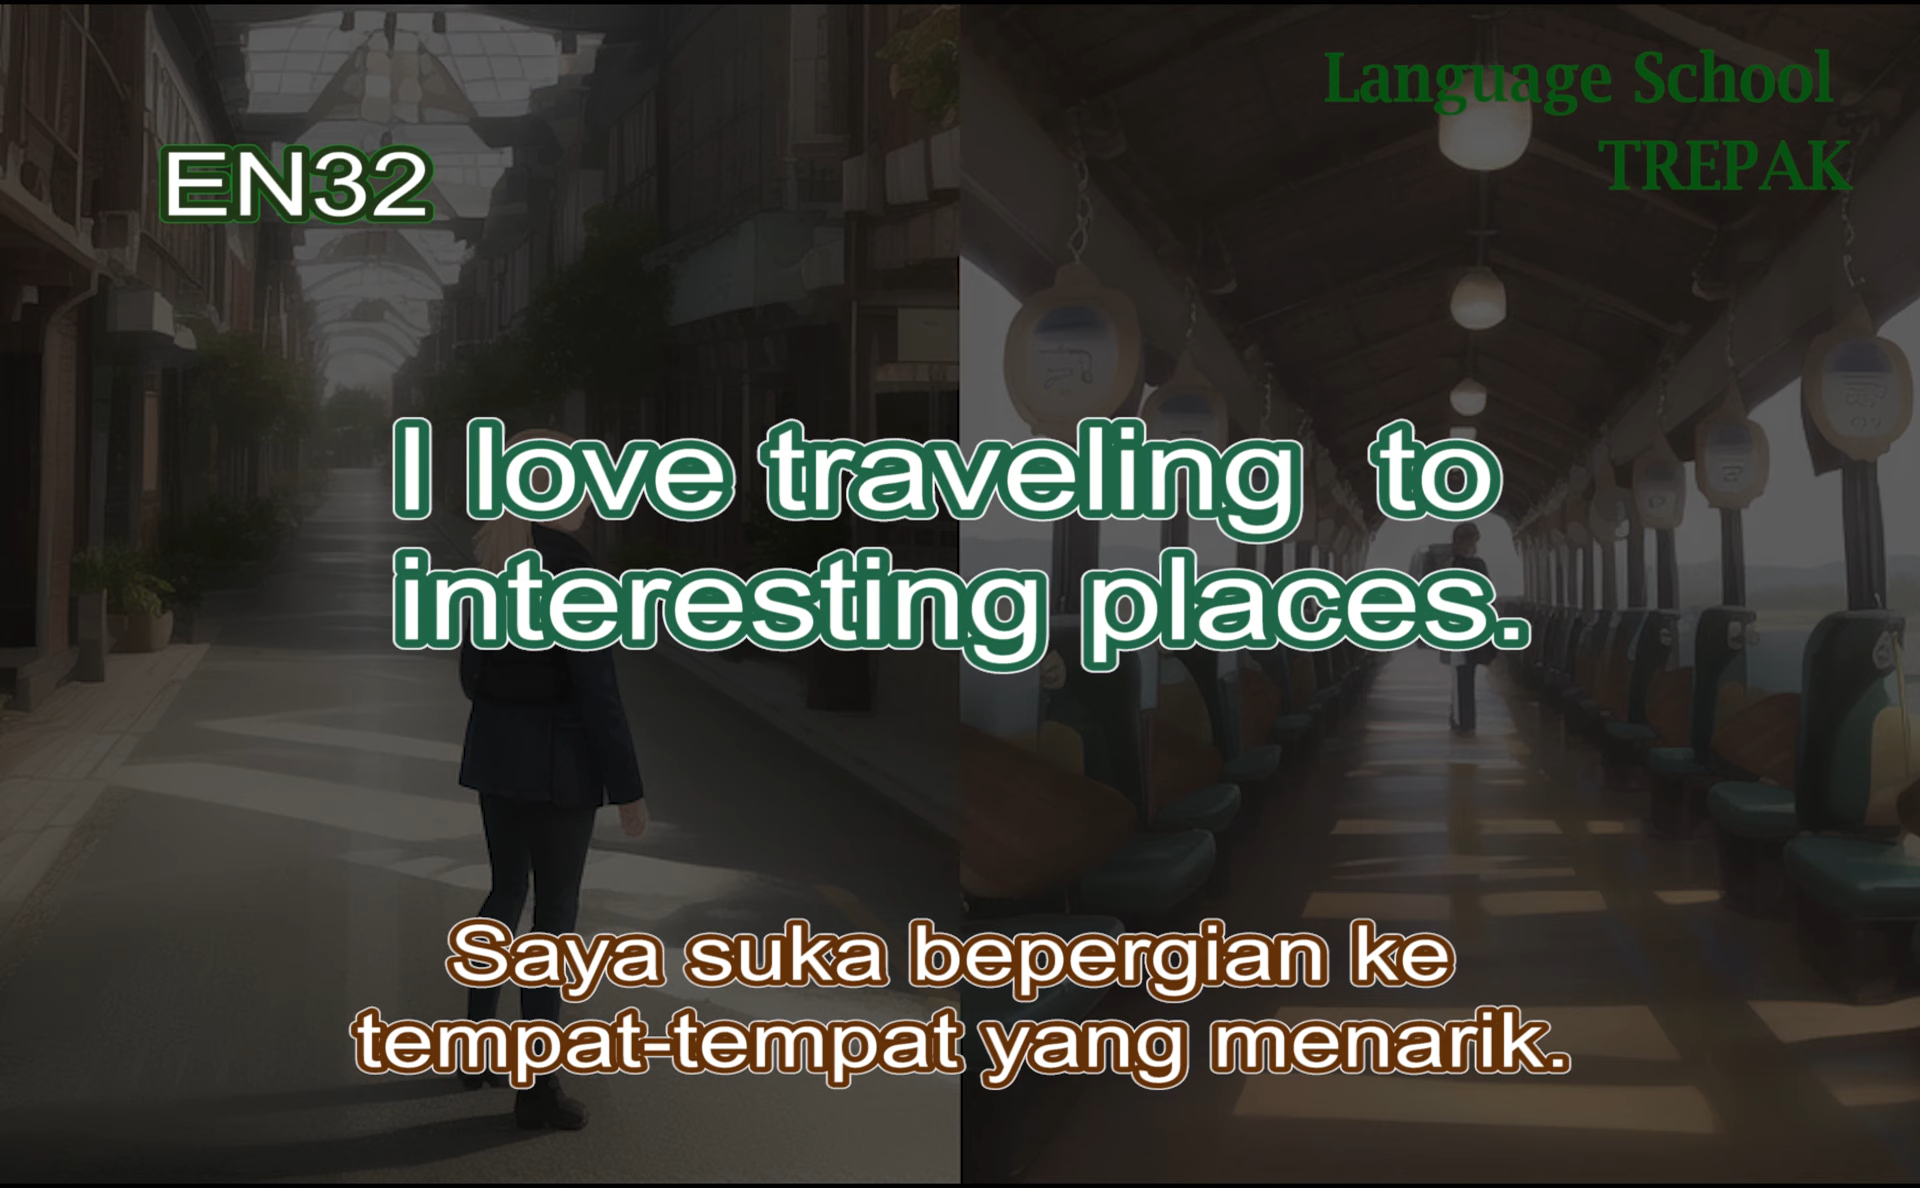 Language School
TREPAK
EN32
I love traveling  to
interesting places.
Saya suka bepergian ke
tempat-tempat yang menarik.